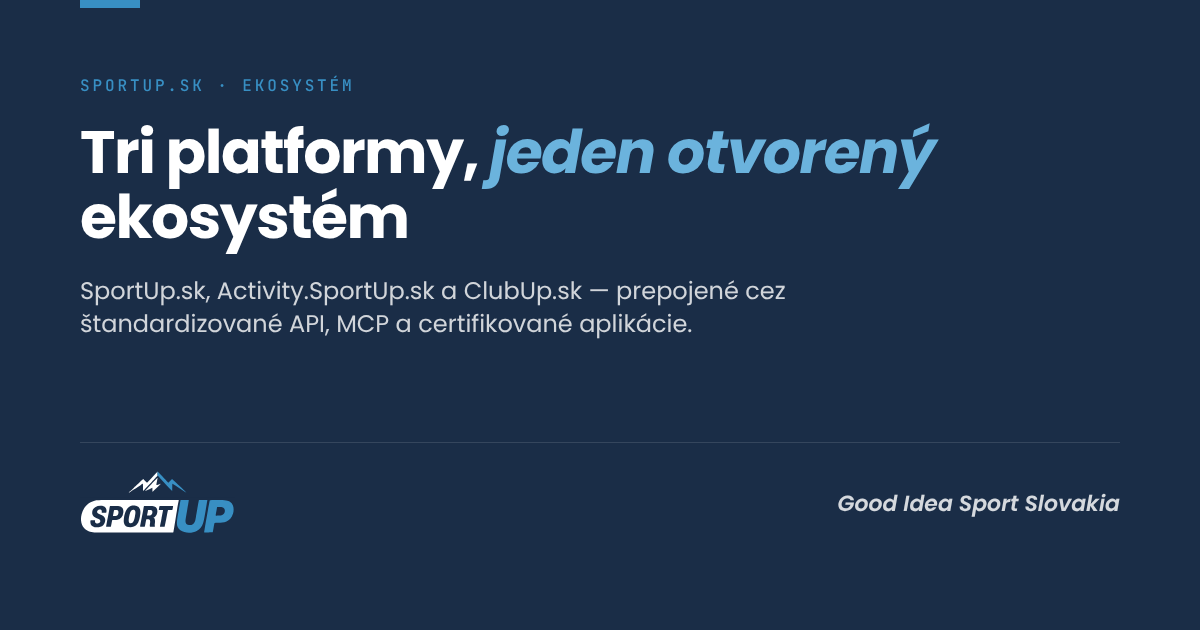 SPORTUP.SK · EKOSYSTÉM
Tri platformy, jeden otvorený
ekosystém
SportUp.sk, Activity.SportUp.sk a ClubUp.sk — prepojené cez
štandardizované API, MCP a certifikované aplikácie.
SPORTUP
Good Idea Sport Slovakia